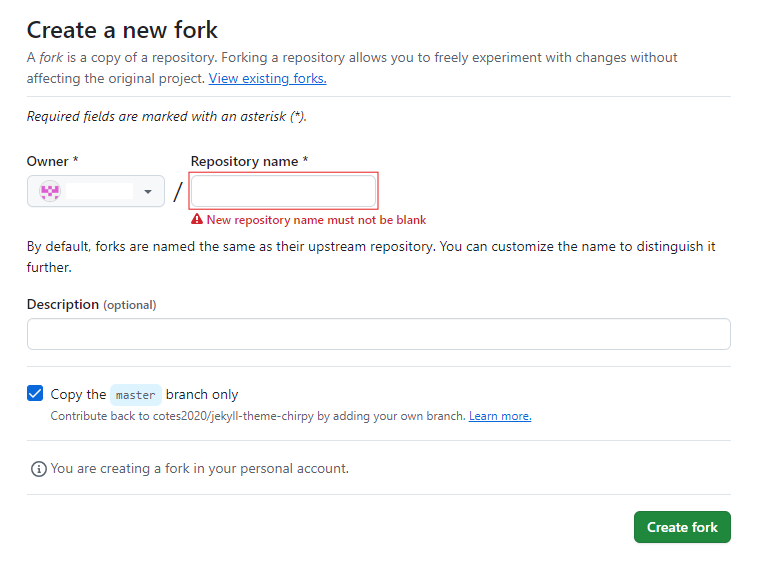 Create a new fork
A fork is a copy of a repository. Forking a repository allows you to freely experiment with changes without
affecting the original project. View existing forks.
Required fields are marked with an asterisk (*).
Owner *
Repository name *
/
New repository name must not be blank
By default, forks are named the same as their upstream repository. You can customize the name to distinguish it
further.
Description (optional)
Copy the master branch only
Contribute back to cotes2020/jekyll-theme-chirpy by adding your own branch. Learn more.
You are creating a fork in your personal account.
Create fork